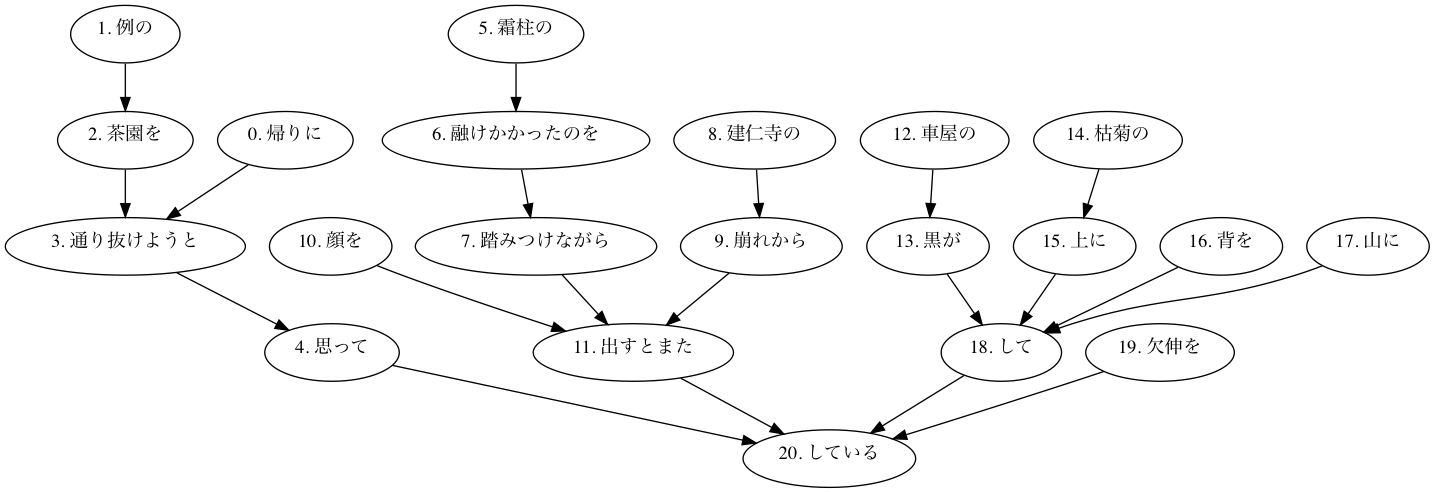 1. 例の
5. 霜柱の
2. 茶園を
0. 帰りに
6. 融けかかったのを
8. 建仁寺の
12. 車屋の
14. 枯菊の
3. 通り抜けようと
10. 顔を
7. 踏みつけながら
9. 崩れから
13. 黒が
15. 上に
16. 背を
17. 山に
4. 思って
11. 出すとまた
18. して
19. 欠伸を
20. している